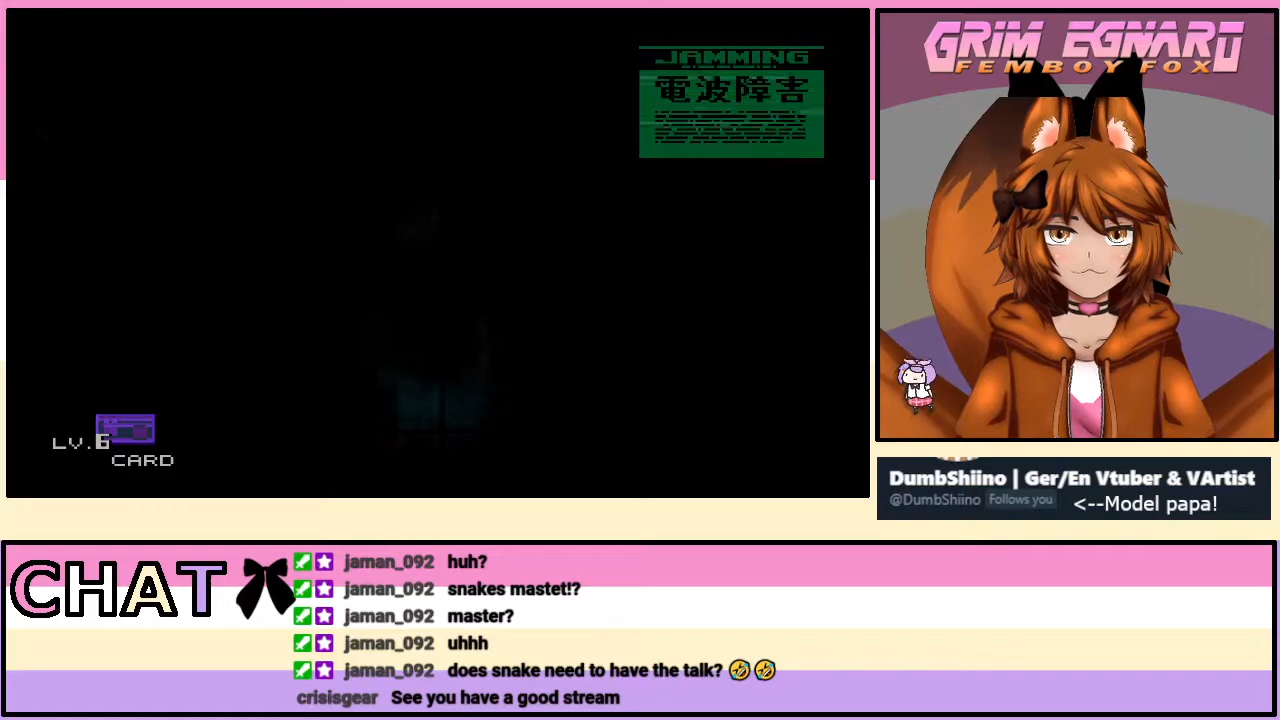 JAMMING
電波障害
LV.6
CARD
GRIM EGNART
FEMBOY FOX
DumbShiino | Ger/En Vtuber & VArtist
@DumbShiino Follows you <--Model papa!
CHAT
jaman_092 huh?
jaman_092 snakes mastet!?
jaman_092 master?
jaman_092 uhhh
jaman_092 does snake need to have the talk? 🤣🤣
crisisgear See you have a good stream